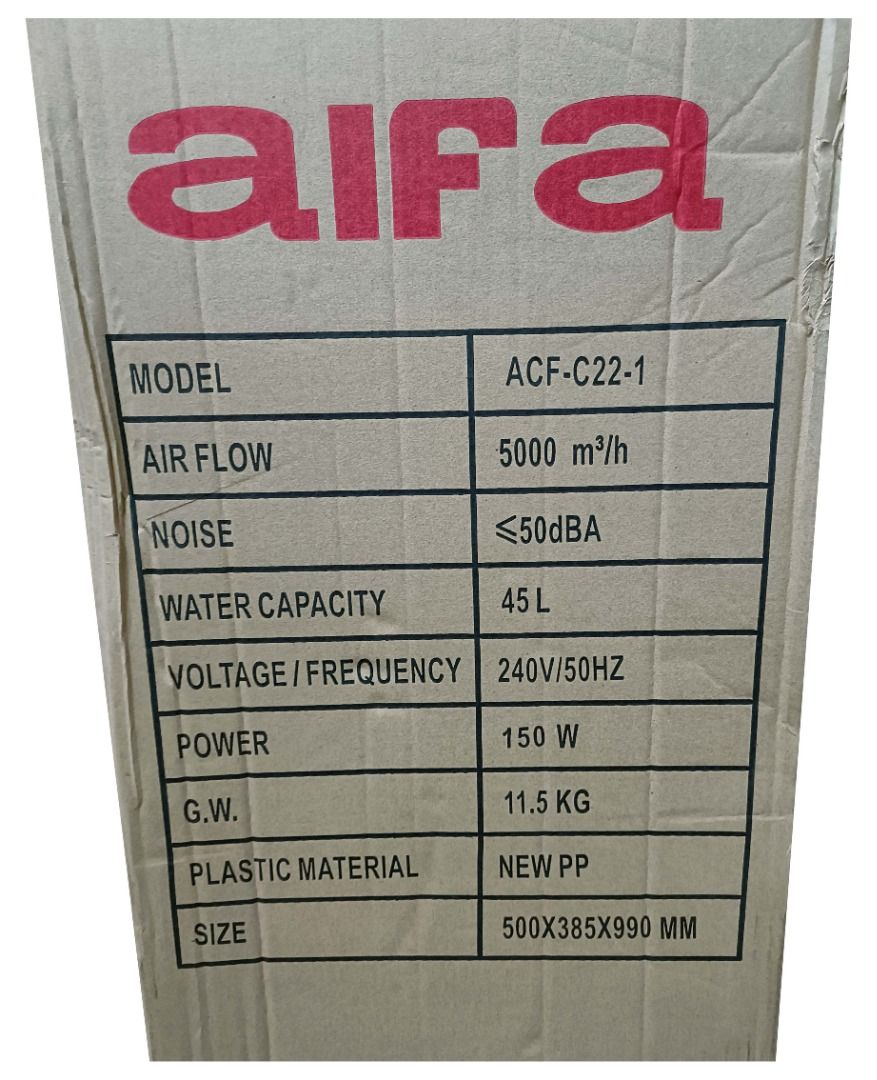 aifa
MODEL ACF-C22-1
AIR FLOW 5000 m³/h
NOISE ⩽50dBA
WATER CAPACITY 45 L
VOLTAGE / FREQUENCY 240V/50HZ
POWER 150 W
G.W. 11.5 KG
PLASTIC MATERIAL NEW PP
SIZE 500X385X990 MM